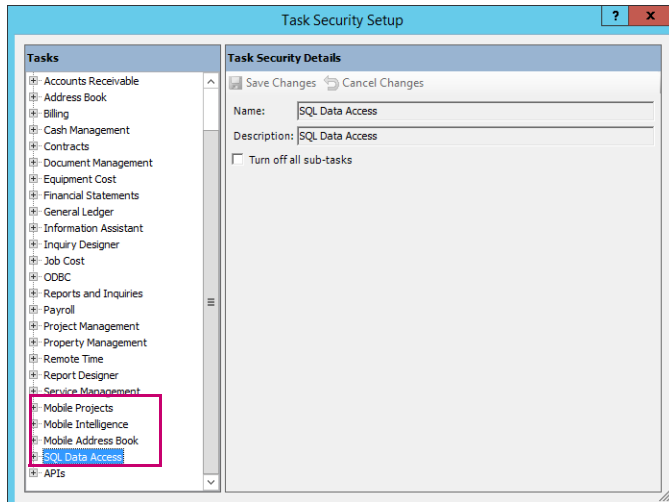 Task Security Setup
? x
Tasks
Accounts Receivable
Address Book
Billing
Cash Management
Contracts
Document Management
Equipment Cost
Financial Statements
General Ledger
Information Assistant
Inquiry Designer
Job Cost
ODBC
Reports and Inquiries
Payroll
Project Management
Property Management
Remote Time
Report Designer
Service Management
Mobile Projects
Mobile Intelligence
Mobile Address Book
SQL Data Access
APIs
Task Security Details
Save Changes Cancel Changes
Name: SQL Data Access
Description: SQL Data Access
Turn off all sub-tasks